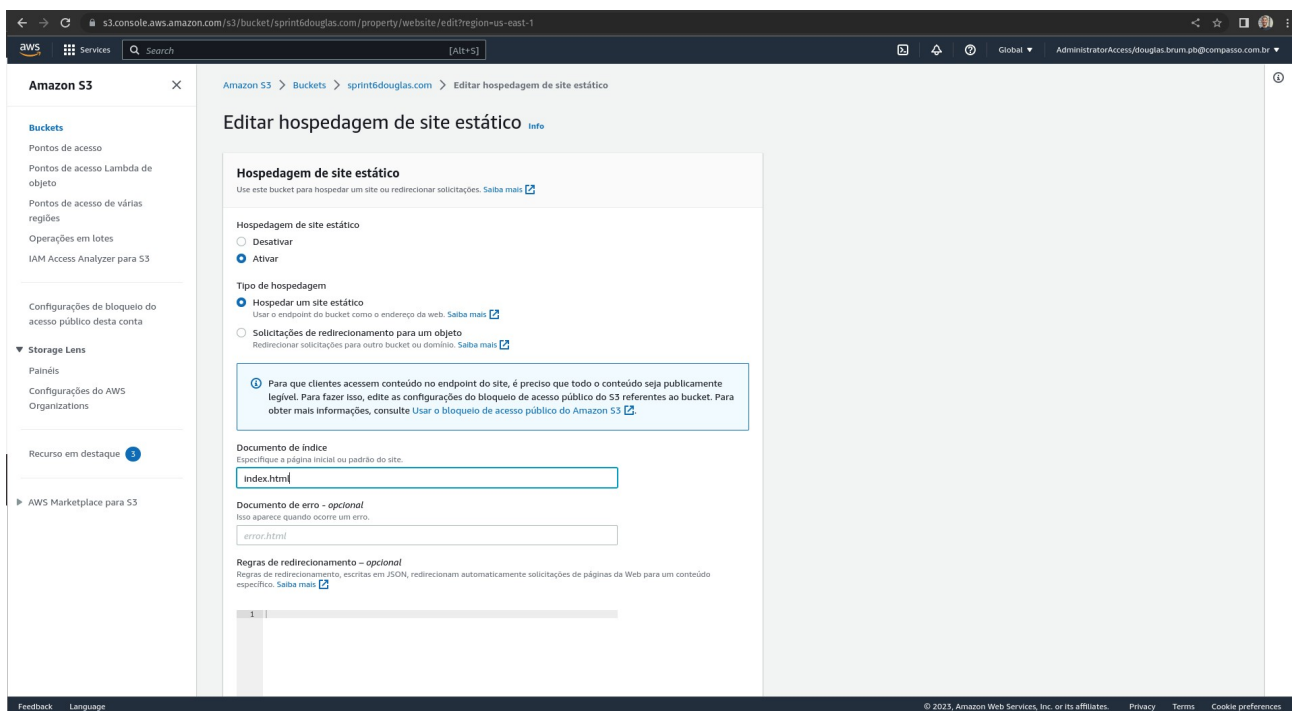 s3.console.aws.amazon.com/s3/bucket/sprint6douglas.com/property/website/edit?region=us-east-1
aws
Services
Search
[Alt+S]
Global
AdministratorAccess/douglas.brum.pb@compasso.com.br
Amazon S3
Buckets
Pontos de acesso
Pontos de acesso Lambda de
objeto
Pontos de acesso de várias
regiões
Operações em lotes
IAM Access Analyzer para S3
Configurações de bloqueio do
acesso público desta conta
Storage Lens
Painéis
Configurações do AWS
Organizations
Recurso em destaque 3
AWS Marketplace para S3
Amazon S3 > Buckets > sprint6douglas.com > Editar hospedagem de site estático
Editar hospedagem de site estático Info
Hospedagem de site estático
Use este bucket para hospedar um site ou redirecionar solicitações. Saiba mais
Hospedagem de site estático
Desativar
Ativar
Tipo de hospedagem
Hospedar um site estático
Usar o endpoint do bucket como o endereço da web. Saiba mais
Solicitações de redirecionamento para um objeto
Redirecionar solicitações para outro bucket ou domínio. Saiba mais
Para que clientes acessem conteúdo no endpoint do site, é preciso que todo o conteúdo seja publicamente
legível. Para fazer isso, edite as configurações do bloqueio de acesso público do S3 referentes ao bucket. Para
obter mais informações, consulte Usar o bloqueio de acesso público do Amazon S3.
Documento de índice
Especifique a página inicial ou padrão do site.
index.html
Documento de erro - opcional
Isso aparece quando ocorre um erro.
error.html
Regras de redirecionamento – opcional
Regras de redirecionamento, escritas em JSON, redirecionam automaticamente solicitações de páginas da Web para um conteúdo
específico. Saiba mais
1
Feedback
Language
© 2023, Amazon Web Services, Inc. or its affiliates.
Privacy
Terms
Cookie preferences